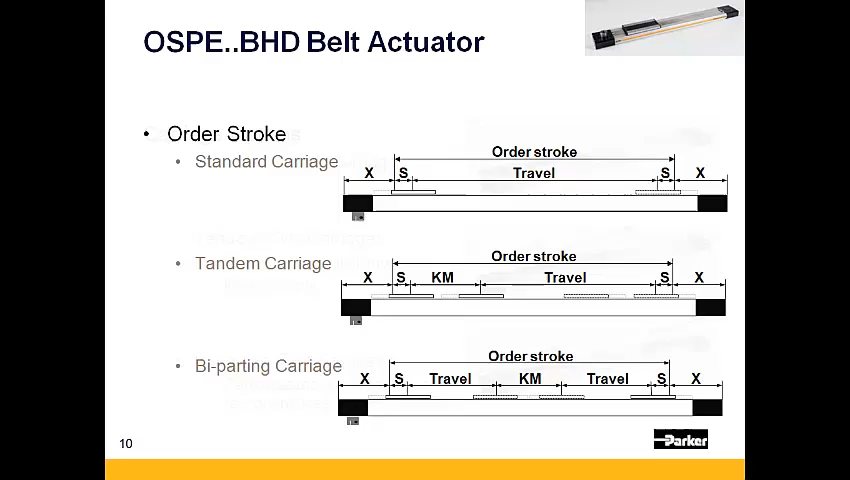 OSPE..BHD Belt Actuator
• Order Stroke
• Standard Carriage
Order stroke
X S Travel S X
• Tandem Carriage
Order stroke
X S KM Travel S X
• Bi-parting Carriage
Order stroke
X S Travel KM Travel S X
10
Parker